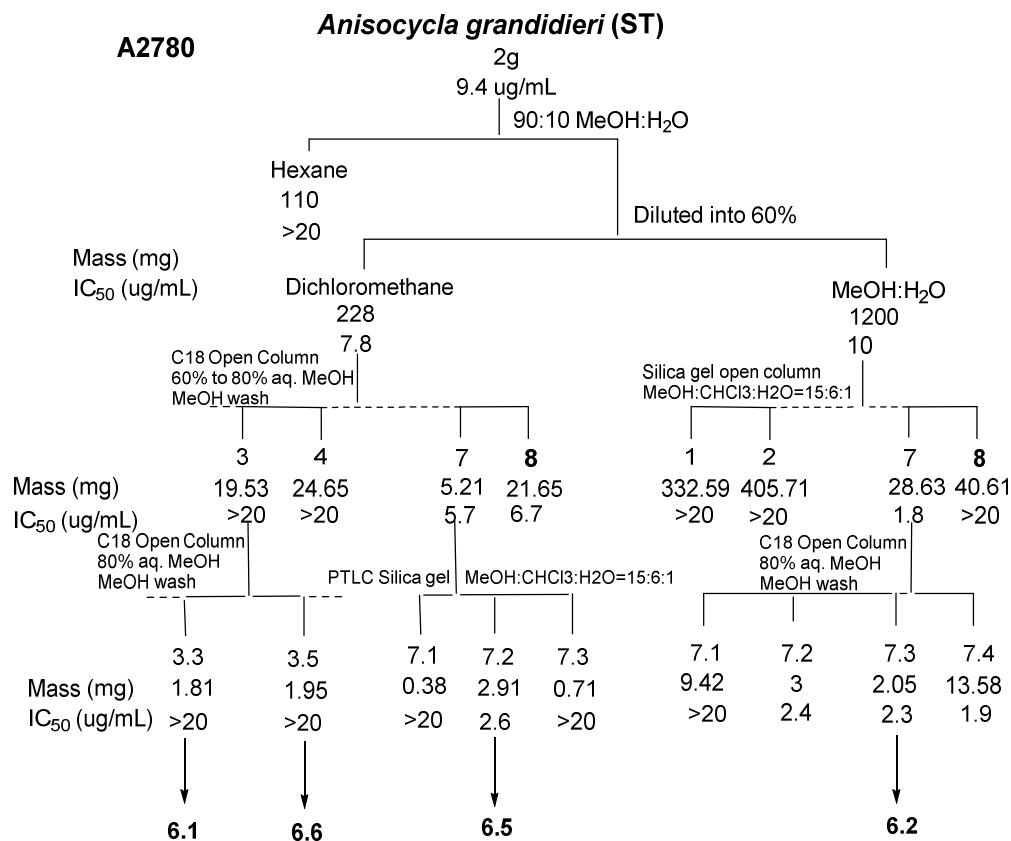 Anisocycla grandidieri (ST)
A2780
2g
9.4 ug/mL
90:10 MeOH:H2O
Hexane
110
>20
Diluted into 60%
Mass (mg)
IC50 (ug/mL)
Dichloromethane
228
7.8
MeOH:H2O
1200
10
C18 Open Column
60% to 80% aq. MeOH
MeOH wash
Silica gel open column
MeOH:CHCl3:H2O=15:6:1
3 4 7 8 1 2 7 8
Mass (mg) 19.53 24.65 5.21 21.65 332.59 405.71 28.63 40.61
IC50 (ug/mL) >20 >20 5.7 6.7 >20 >20 1.8 >20
C18 Open Column
80% aq. MeOH
MeOH wash
PTLC Silica gel MeOH:CHCl3:H2O=15:6:1
C18 Open Column
80% aq. MeOH
MeOH wash
3.3 3.5 7.1 7.2 7.3 7.1 7.2 7.3 7.4
Mass (mg) 1.81 1.95 0.38 2.91 0.71 9.42 3 2.05 13.58
IC50 (ug/mL) >20 >20 >20 2.6 >20 >20 2.4 2.3 1.9
6.1 6.6 6.5 6.2